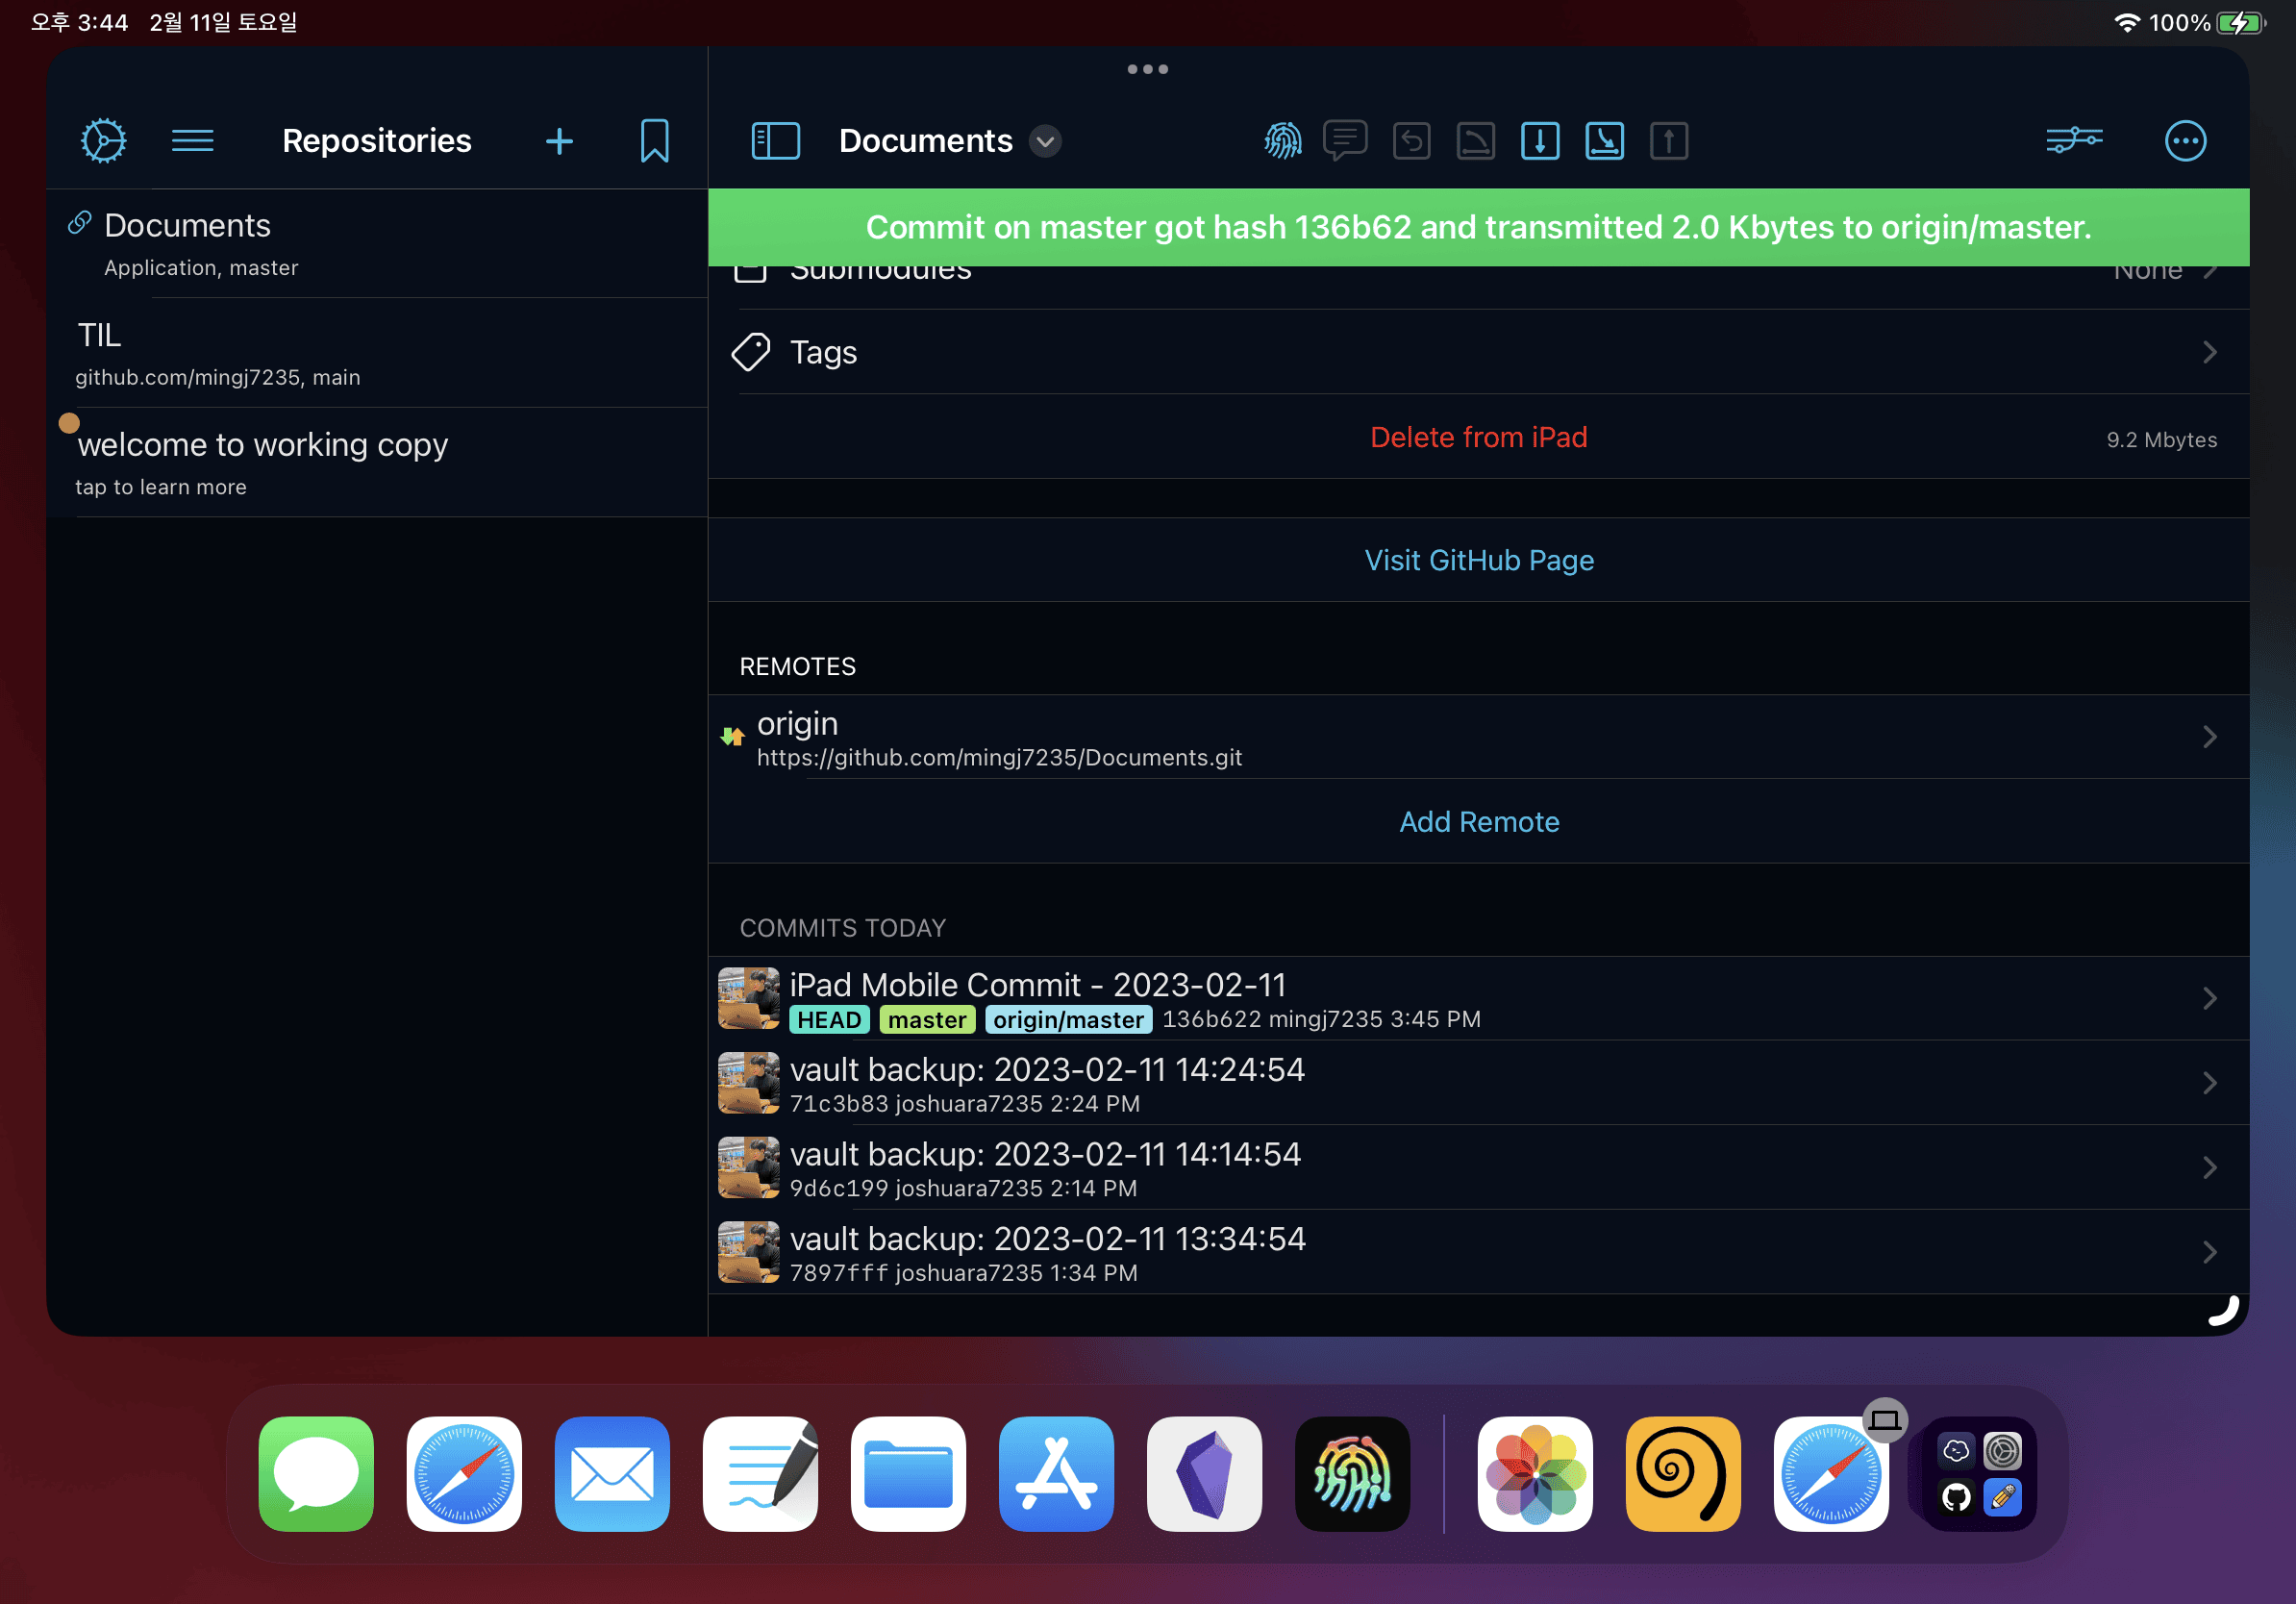 오후 3:44 2월 11일 토요일
100%
Repositories
Documents
Application, master
TIL
github.com/mingj7235, main
welcome to working copy
tap to learn more
Documents
Commit on master got hash 136b62 and transmitted 2.0 Kbytes to origin/master.
Submodules None
Tags
Delete from iPad 9.2 Mbytes
Visit GitHub Page
REMOTES
origin
https://github.com/mingj7235/Documents.git
Add Remote
COMMITS TODAY
iPad Mobile Commit - 2023-02-11
HEAD master origin/master 136b622 mingj7235 3:45 PM
vault backup: 2023-02-11 14:24:54
71c3b83 joshuara7235 2:24 PM
vault backup: 2023-02-11 14:14:54
9d6c199 joshuara7235 2:14 PM
vault backup: 2023-02-11 13:34:54
7897fff joshuara7235 1:34 PM